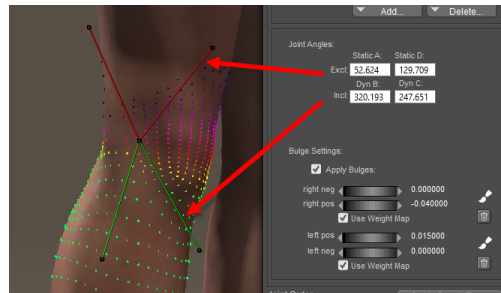 Add... Delete...
Joint Angles:
Static A: Static D:
Excl: 52.624 129.709
Dyn B: Dyn C:
Incl: 320.193 247.651
Bulge Settings:
Apply Bulges:
right neg 0.000000
right pos -0.040000
Use Weight Map
left pos 0.015000
left neg 0.000000
Use Weight Map